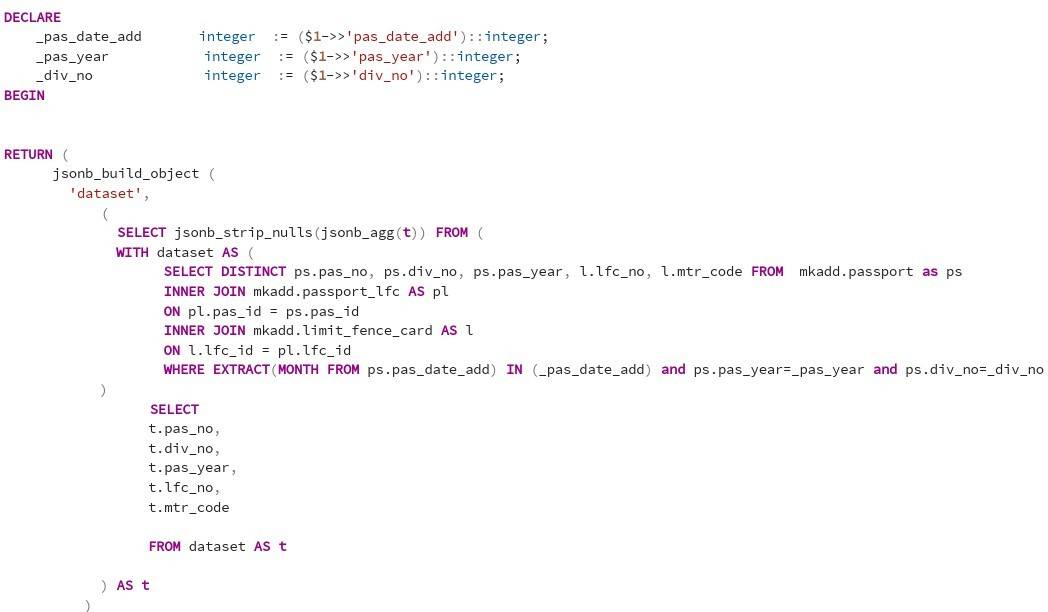 DECLARE
_pas_date_add integer := ($1->>'pas_date_add')::integer;
_pas_year integer := ($1->>'pas_year')::integer;
_div_no integer := ($1->>'div_no')::integer;
BEGIN
RETURN (
jsonb_build_object (
'dataset',
(
SELECT jsonb_strip_nulls(jsonb_agg(t)) FROM (
WITH dataset AS (
SELECT DISTINCT ps.pas_no, ps.div_no, ps.pas_year, l.lfc_no, l.mtr_code FROM mkadd.passport as ps
INNER JOIN mkadd.passport_lfc AS pl
ON pl.pas_id = ps.pas_id
INNER JOIN mkadd.limit_fence_card AS l
ON l.lfc_id = pl.lfc_id
WHERE EXTRACT(MONTH FROM ps.pas_date_add) IN (_pas_date_add) and ps.pas_year=_pas_year and ps.div_no=_div_no
)
SELECT
t.pas_no,
t.div_no,
t.pas_year,
t.lfc_no,
t.mtr_code
FROM dataset AS t
) AS t
)